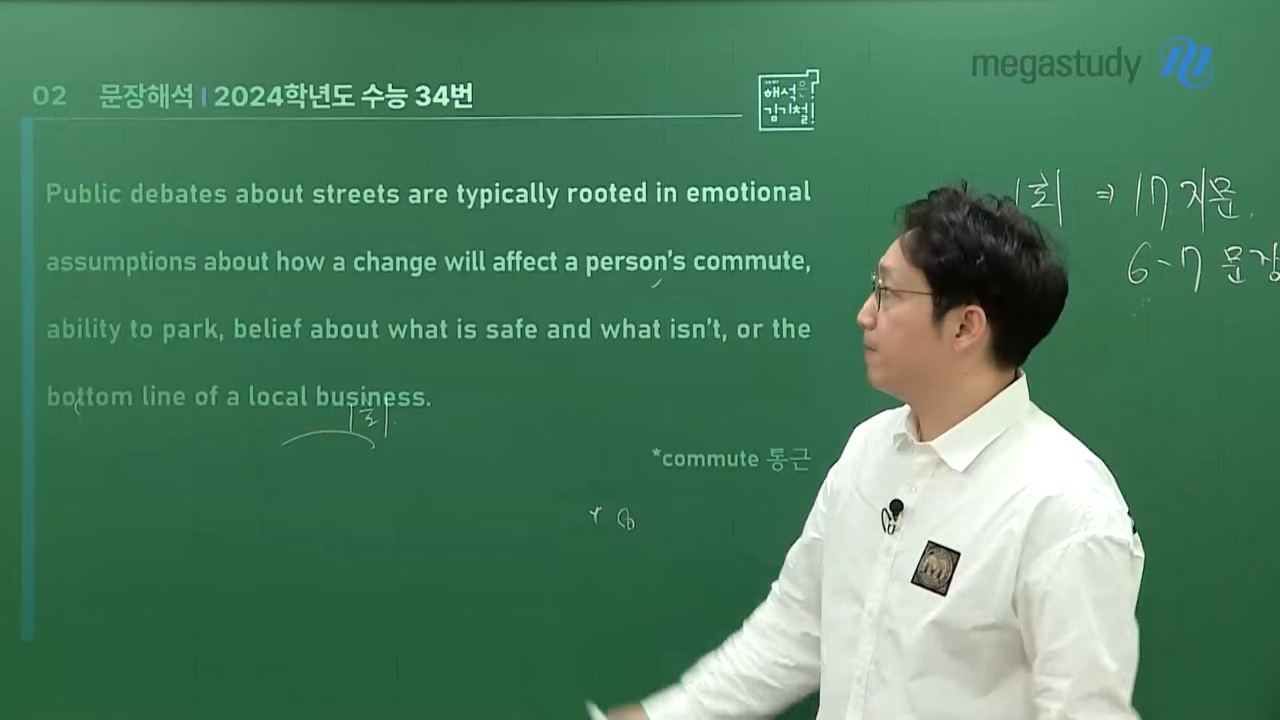 megastudy
02 문장해석 | 2024학년도 수능 34번
해석은!
김기철!
Public debates about streets are typically rooted in emotional
assumptions about how a change will affect a person's commute,
ability to park, belief about what is safe and what isn't, or the
bottom line of a local business.
1회
*commute 통근
1회 ⇒ 17지문.
6-7 문장